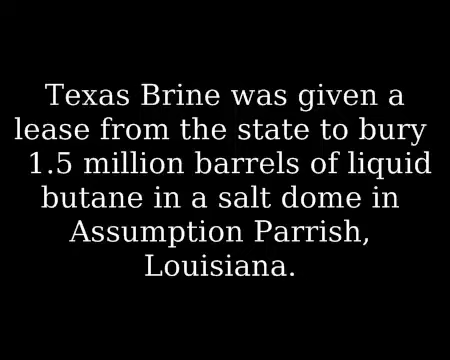 Texas Brine was given a
lease from the state to bury
1.5 million barrels of liquid
butane in a salt dome in
Assumption Parrish,
Louisiana.